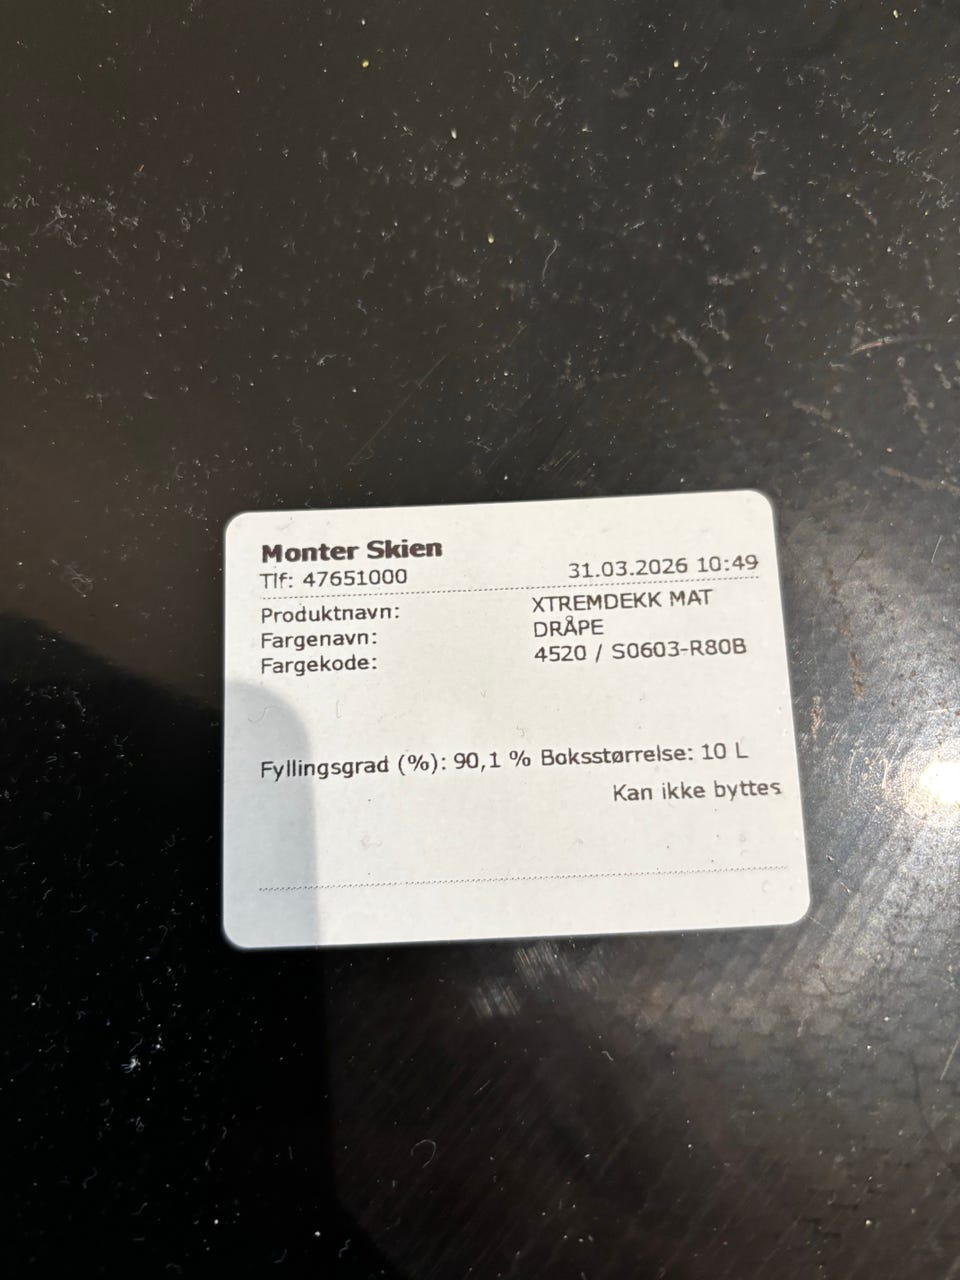 Monter Skien
Tlf: 47651000 31.03.2026 10:49
Produktnavn: XTREMDEKK MAT
Fargenavn: DRÅPE
Fargekode: 4520 / S0603-R80B
Fyllingsgrad (%): 90,1 % Boksstørrelse: 10 L
Kan ikke byttes